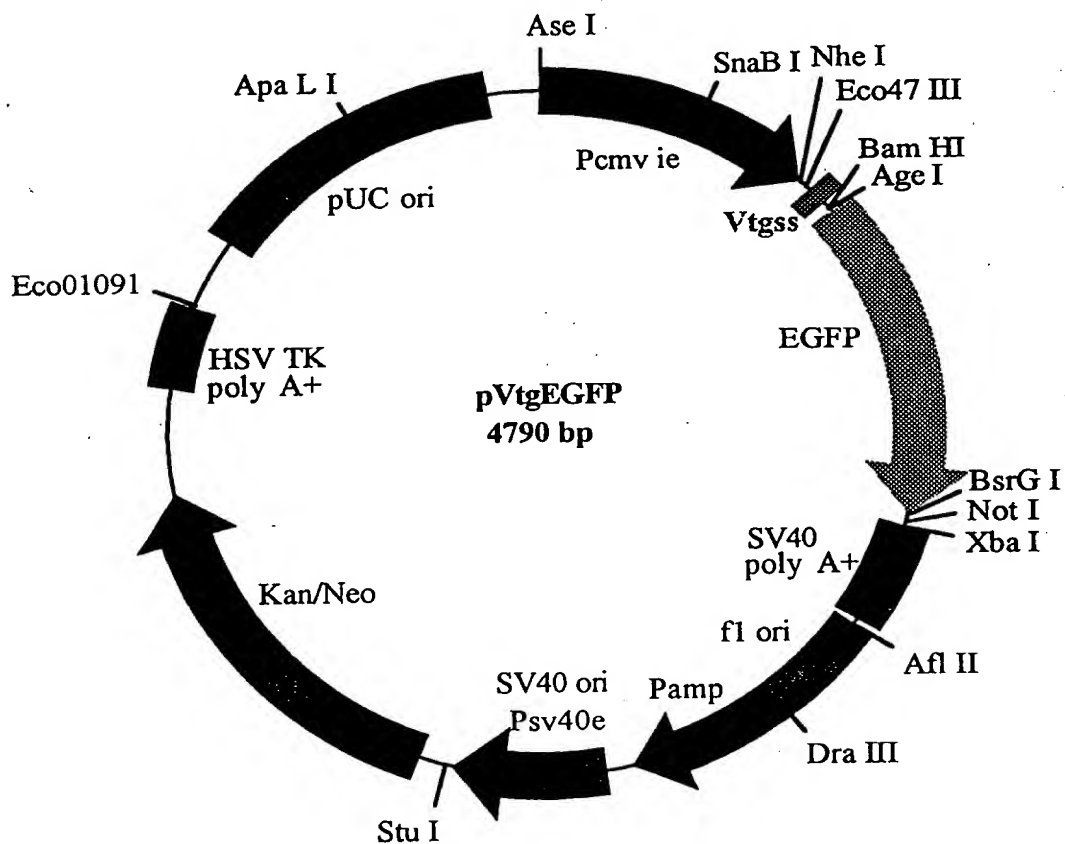 Ase I
SnaB I
Nhe I
Eco47 III
Apa L I
Bam HI
Age I
Pcmv ie
pUC ori
Vtgss
Eco01091
EGFP
HSV TK
poly A+
pVtgEGFP
4790 bp
BsrG I
Not I
Xba I
SV40
poly A+
Kan/Neo
f1 ori
Afl II
Pamp
SV40 ori
Psv40e
Dra III
Stu I